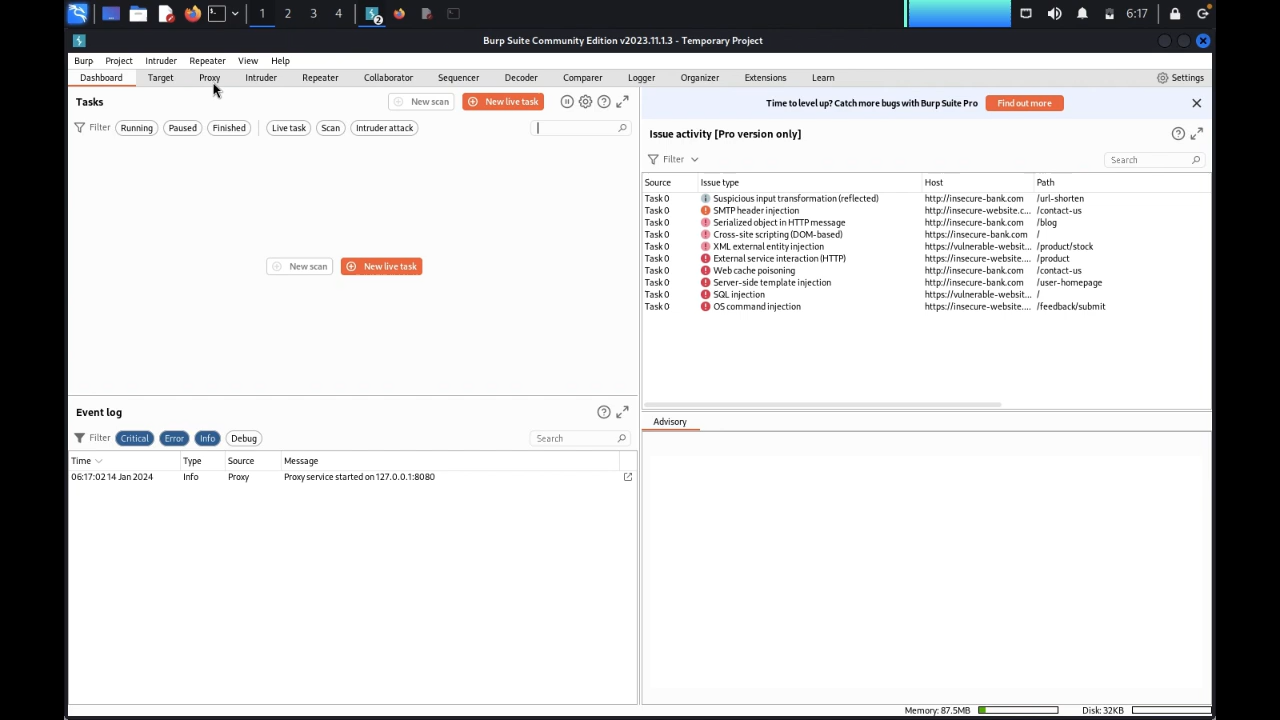 1 2 3 4 2 6:17
Burp Suite Community Edition v2023.11.1.3 - Temporary Project
Burp Project Intruder Repeater View Help
Dashboard Target Proxy Intruder Repeater Collaborator Sequencer Decoder Comparer Logger Organizer Extensions Learn Settings
Tasks New scan New live task
Filter Running Paused Finished Live task Scan Intruder attack
New scan New live task
Time to level up? Catch more bugs with Burp Suite Pro Find out more
Issue activity [Pro version only]
Filter Search
Source Issue type Host Path
Task 0 Suspicious input transformation (reflected) http://insecure-bank.com /url-shorten
Task 0 SMTP header injection http://insecure-website.c... /contact-us
Task 0 Serialized object in HTTP message http://insecure-bank.com /blog
Task 0 Cross-site scripting (DOM-based) https://insecure-bank.com /
Task 0 XML external entity injection https://vulnerable-websit... /product/stock
Task 0 External service interaction (HTTP) https://insecure-website.... /product
Task 0 Web cache poisoning http://insecure-bank.com /contact-us
Task 0 Server-side template injection http://insecure-bank.com /user-homepage
Task 0 SQL injection https://vulnerable-websit... /
Task 0 OS command injection https://insecure-website.... /feedback/submit
Event log
Filter Critical Error Info Debug Search
Time Type Source Message
06:17:02 14 Jan 2024 Info Proxy Proxy service started on 127.0.0.1:8080
Advisory
Memory: 87.5MB Disk: 32KB